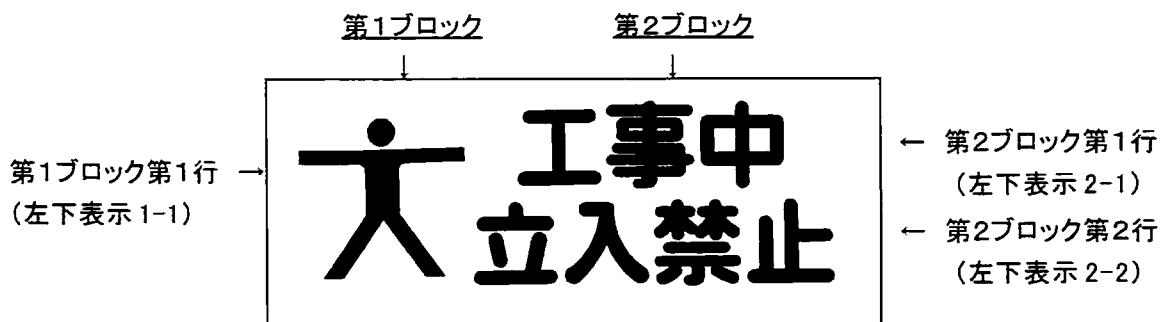 第1ブロック 第2ブロック
↓ ↓
工事中
立入禁止
第1ブロック第1行 →
(左下表示1-1)
← 第2ブロック第1行
(左下表示2-1)
← 第2ブロック第2行
(左下表示2-2)